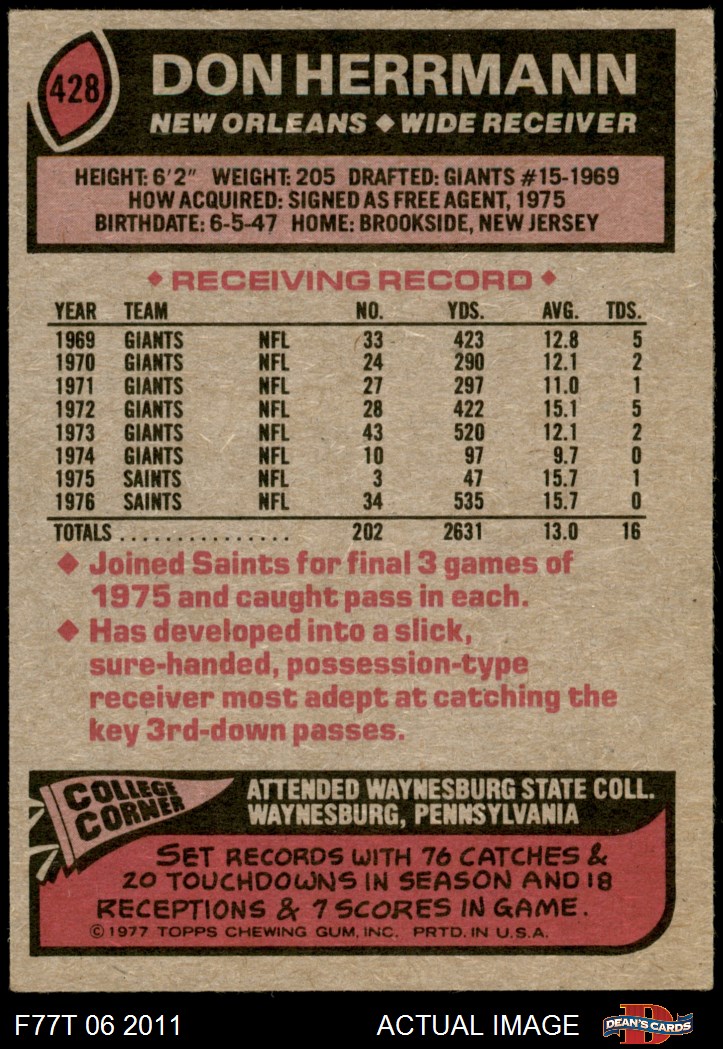 428
DON HERRMANN
NEW ORLEANS ◆ WIDE RECEIVER
HEIGHT: 6'2" WEIGHT: 205 DRAFTED: GIANTS #15-1969
HOW ACQUIRED: SIGNED AS FREE AGENT, 1975
BIRTHDATE: 6-5-47 HOME: BROOKSIDE, NEW JERSEY
◆ RECEIVING RECORD ◆
YEAR TEAM NO. YDS. AVG. TDS.
1969 GIANTS NFL 33 423 12.8 5
1970 GIANTS NFL 24 290 12.1 2
1971 GIANTS NFL 27 297 11.0 1
1972 GIANTS NFL 28 422 15.1 5
1973 GIANTS NFL 43 520 12.1 2
1974 GIANTS NFL 10 97 9.7 0
1975 SAINTS NFL 3 47 15.7 1
1976 SAINTS NFL 34 535 15.7 0
TOTALS ................ 202 2631 13.0 16
◆ Joined Saints for final 3 games of
1975 and caught pass in each.
◆ Has developed into a slick,
sure-handed, possession-type
receiver most adept at catching the
key 3rd-down passes.
COLLEGE
CORNER
ATTENDED WAYNESBURG STATE COLL.
WAYNESBURG, PENNSYLVANIA
SET RECORDS WITH 76 CATCHES &
20 TOUCHDOWNS IN SEASON AND 18
RECEPTIONS & 7 SCORES IN GAME.
©1977 TOPPS CHEWING GUM, INC. PRTD. IN U.S.A.
F77T 06 2011 ACTUAL IMAGE
D
DEAN'S CARDS